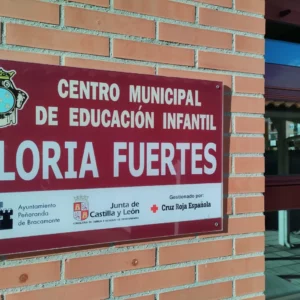 CENTRO MUNICIPAL
DE EDUCACIÓN INFANTIL
LORIA FUERTES
Ayuntamiento
Peñaranda
de Bracamonte
Junta de
Castilla y León
Gestionado por:
Cruz Roja Española